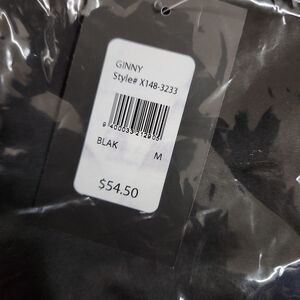 GINNY
Style# X148-3233
BLAK M
$54.50